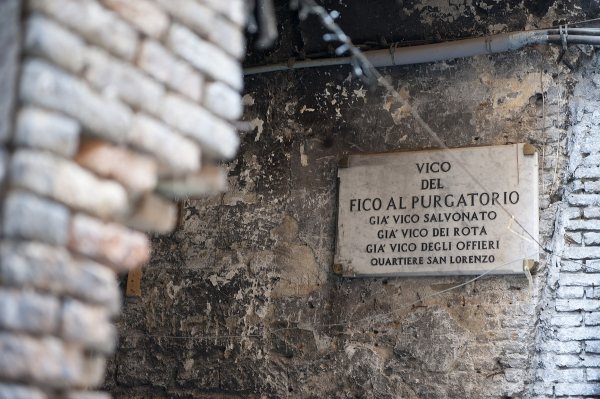 VICO
DEL
FICO AL PURGATORIO
GIA' VICO SALVONATO
GIA' VICO DEI ROTA
GIA' VICO DEGLI OFFIERI
QUARTIERE SAN LORENZO